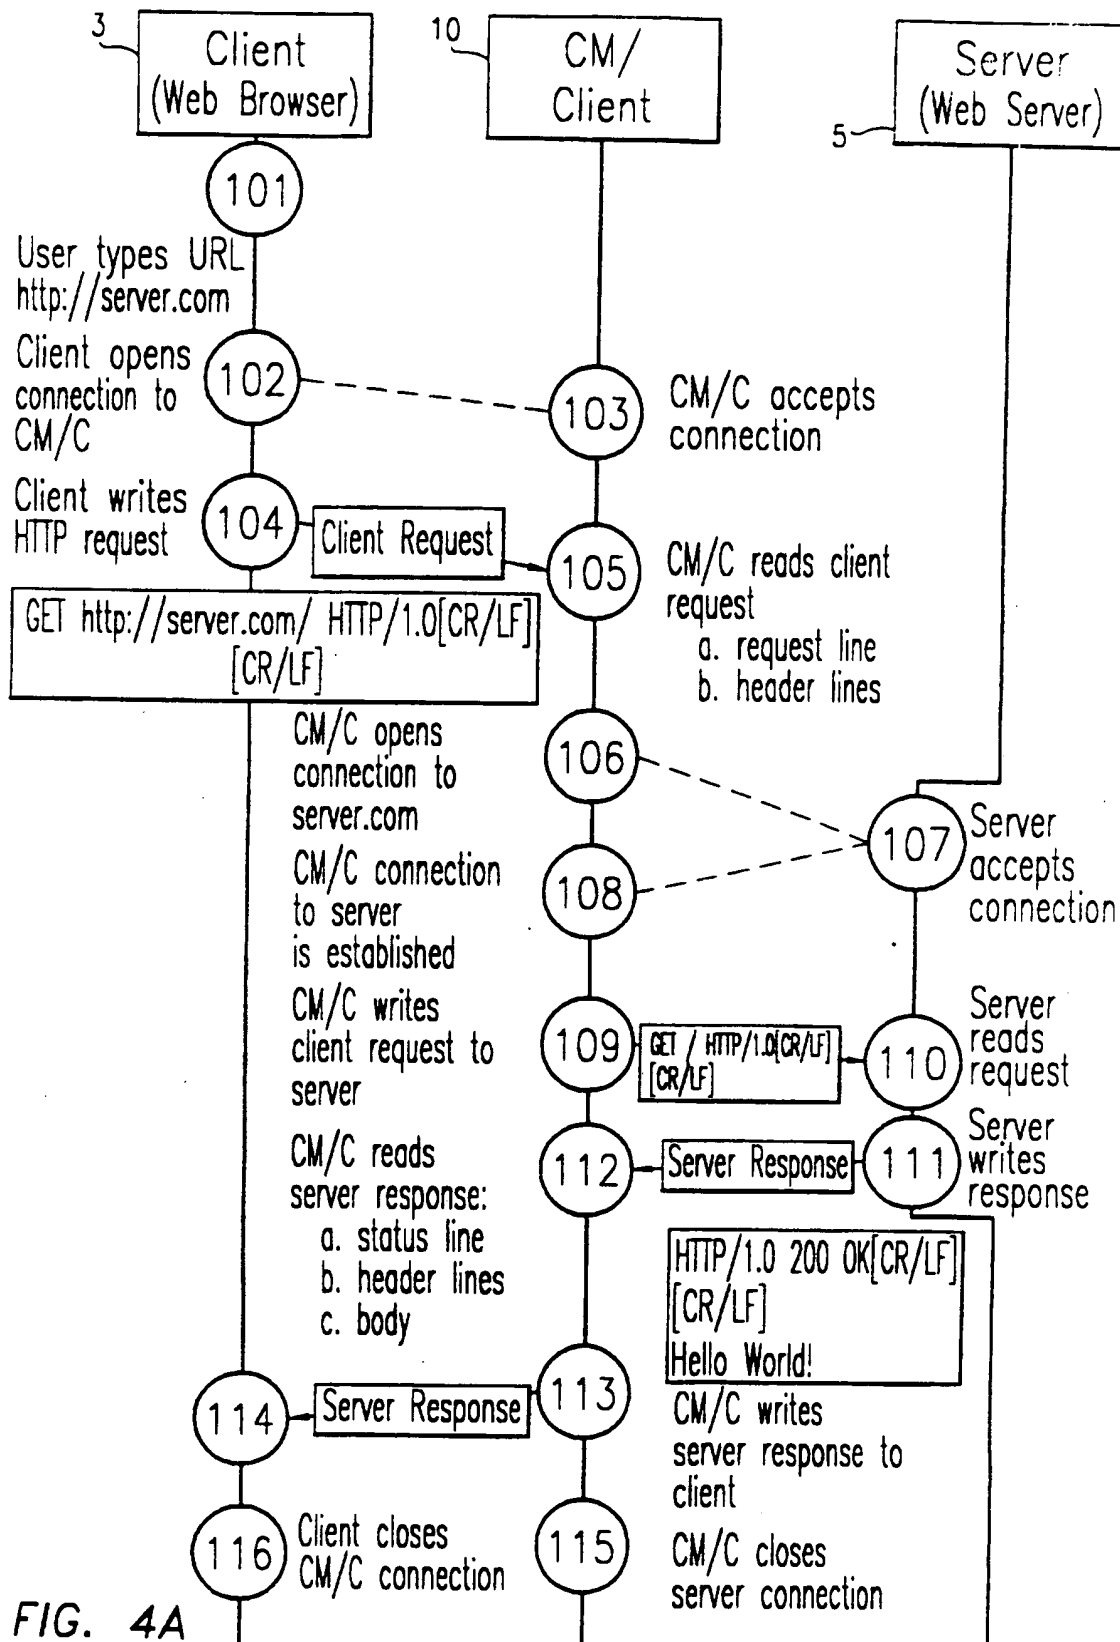 3
Client
(Web Browser)
10
CM/
Client
5
Server
(Web Server)
101
User types URL
http://server.com
Client opens
connection to
CM/C
102
103
CM/C accepts
connection
Client writes
HTTP request
104
Client Request
105
CM/C reads client
request
a. request line
b. header lines
GET http://server.com/ HTTP/1.0[CR/LF]
[CR/LF]
CM/C opens
connection to
server.com
106
107
Server
accepts
connection
CM/C connection
to server
is established
108
CM/C writes
client request to
server
109
GET / HTTP/1.0[CR/LF]
[CR/LF]
110
Server
reads
request
CM/C reads
server response:
a. status line
b. header lines
c. body
112
Server Response
111
Server
writes
response
HTTP/1.0 200 OK[CR/LF]
[CR/LF]
Hello World!
114
Server Response
113
CM/C writes
server response to
client
116
Client closes
CM/C connection
115
CM/C closes
server connection
FIG. 4A